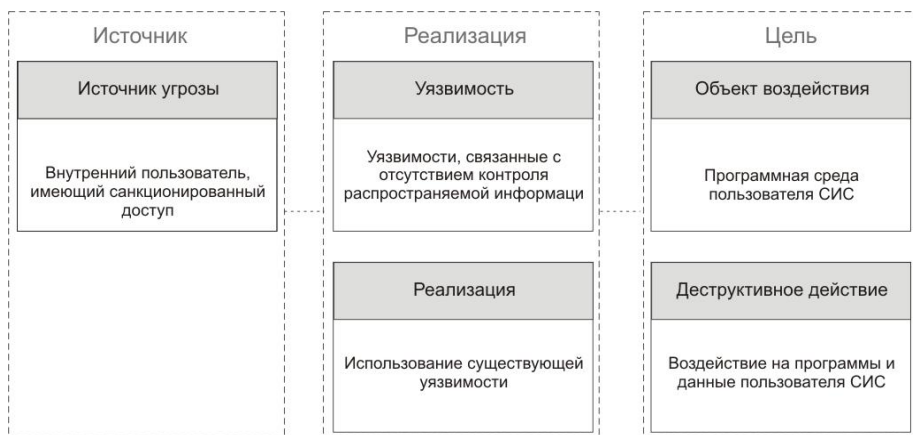 Источник
Источник угрозы
Внутренний пользователь,
имеющий санкционированный
доступ
Реализация
Уязвимость
Уязвимости, связанные с
отсутствием контроля
распространяемой информаци
Реализация
Использование существующей
уязвимости
Цель
Объект воздействия
Программная среда
пользователя СИС
Деструктивное действие
Воздействие на программы и
данные пользователя СИС